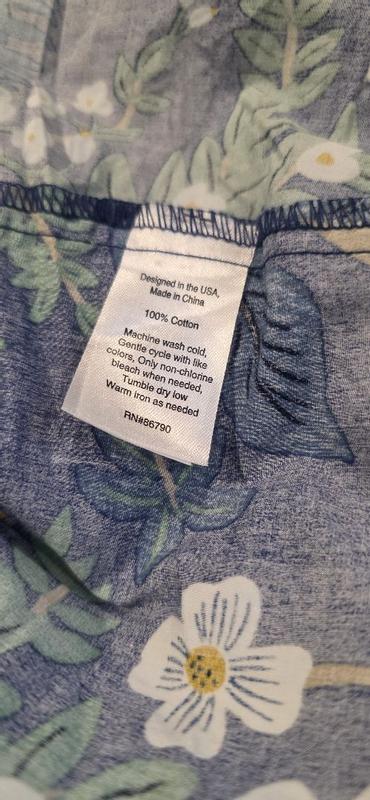 Designed in the USA,
Made in China
100% Cotton
Machine wash cold,
Gentle cycle with like
colors, Only non-chlorine
bleach when needed,
Tumble dry low
Warm iron as needed
RN#86790